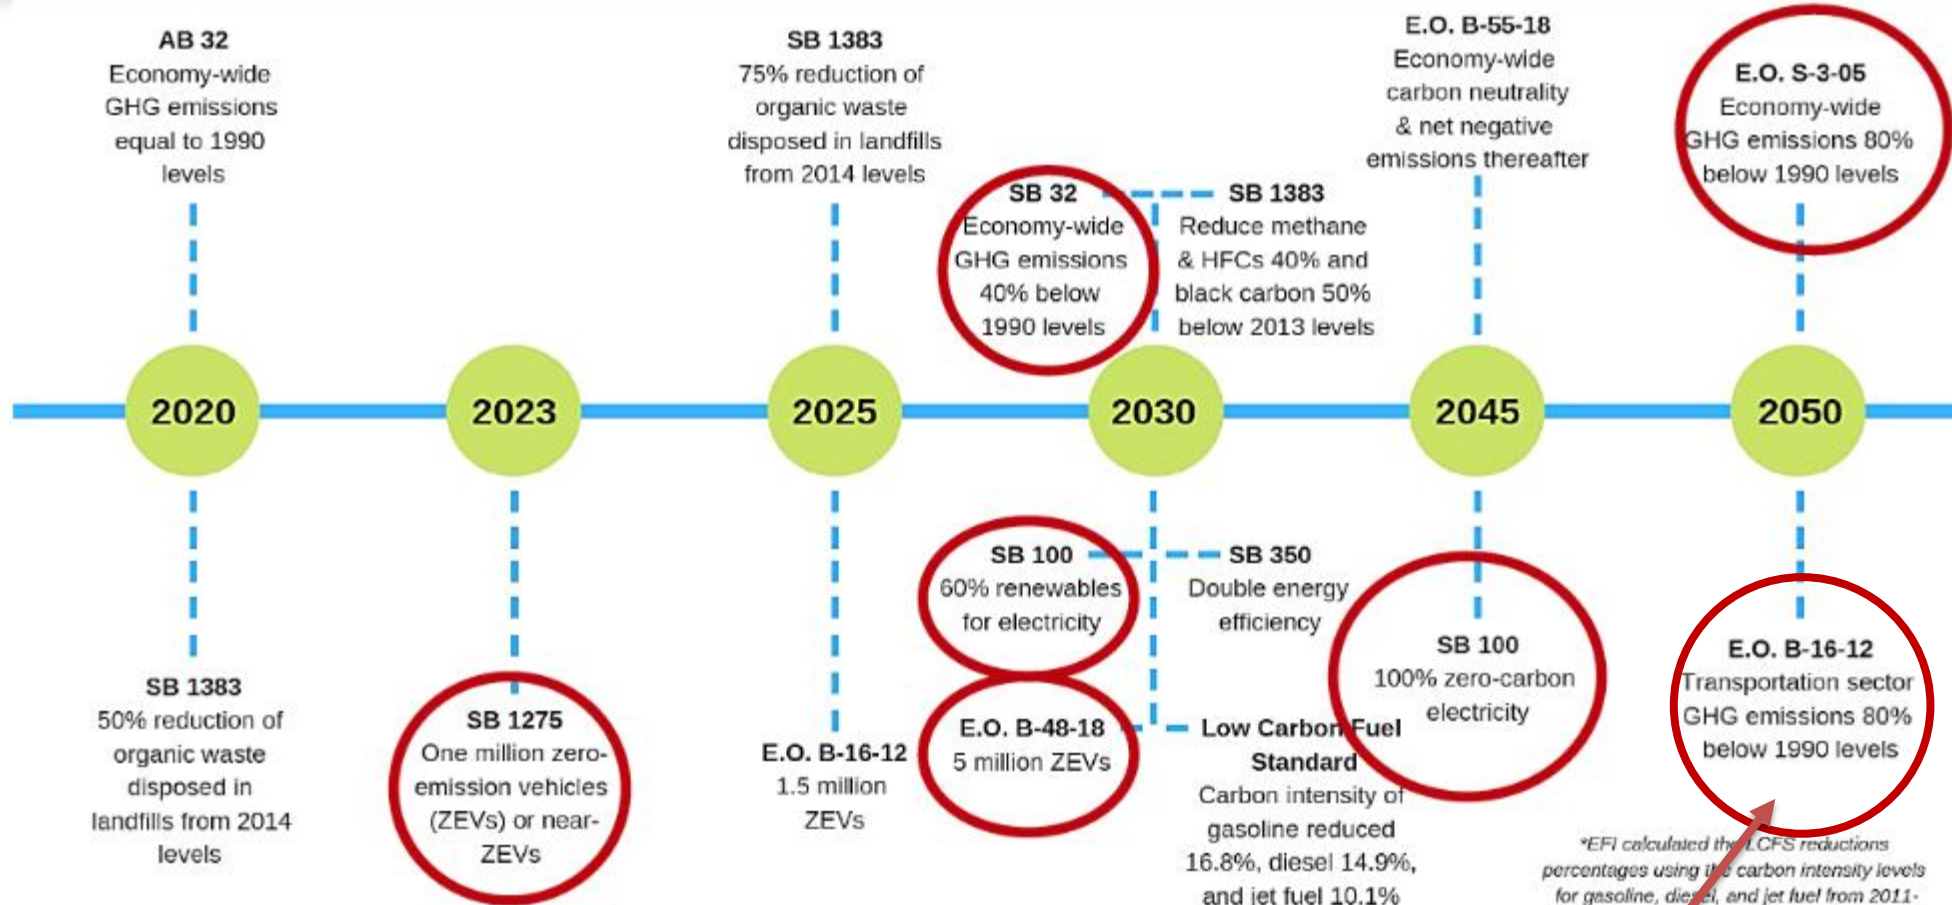 AB 32
Economy-wide
GHG emissions
equal to 1990
levels
SB 1383
75% reduction of
organic waste
disposed in landfills
from 2014 levels
SB 32
Economy-wide
GHG emissions
40% below
1990 levels
SB 1383
Reduce methane
& HFCs 40% and
black carbon 50%
below 2013 levels
E.O. B-55-18
Economy-wide
carbon neutrality
& net negative
emissions thereafter
E.O. S-3-05
Economy-wide
GHG emissions 80%
below 1990 levels
2020
2023
2025
2030
2045
2050
SB 1383
50% reduction of
organic waste
disposed in
landfills from 2014
levels
SB 1275
One million zero-
emission vehicles
(ZEVs) or near-
ZEVs
E.O. B-16-12
1.5 million
ZEVs
SB 100
60% renewables
for electricity
SB 350
Double energy
efficiency
E.O. B-48-18
5 million ZEVs
Low Carbon Fuel
Standard
Carbon intensity of
gasoline reduced
16.8%, diesel 14.9%,
and jet fuel 10.1%
SB 100
100% zero-carbon
electricity
E.O. B-16-12
Transportation sector
GHG emissions 80%
below 1990 levels
*EFI calculated the LCFS reductions
percentages using the carbon intensity levels
for gasoline, diesel, and jet fuel from 2011-